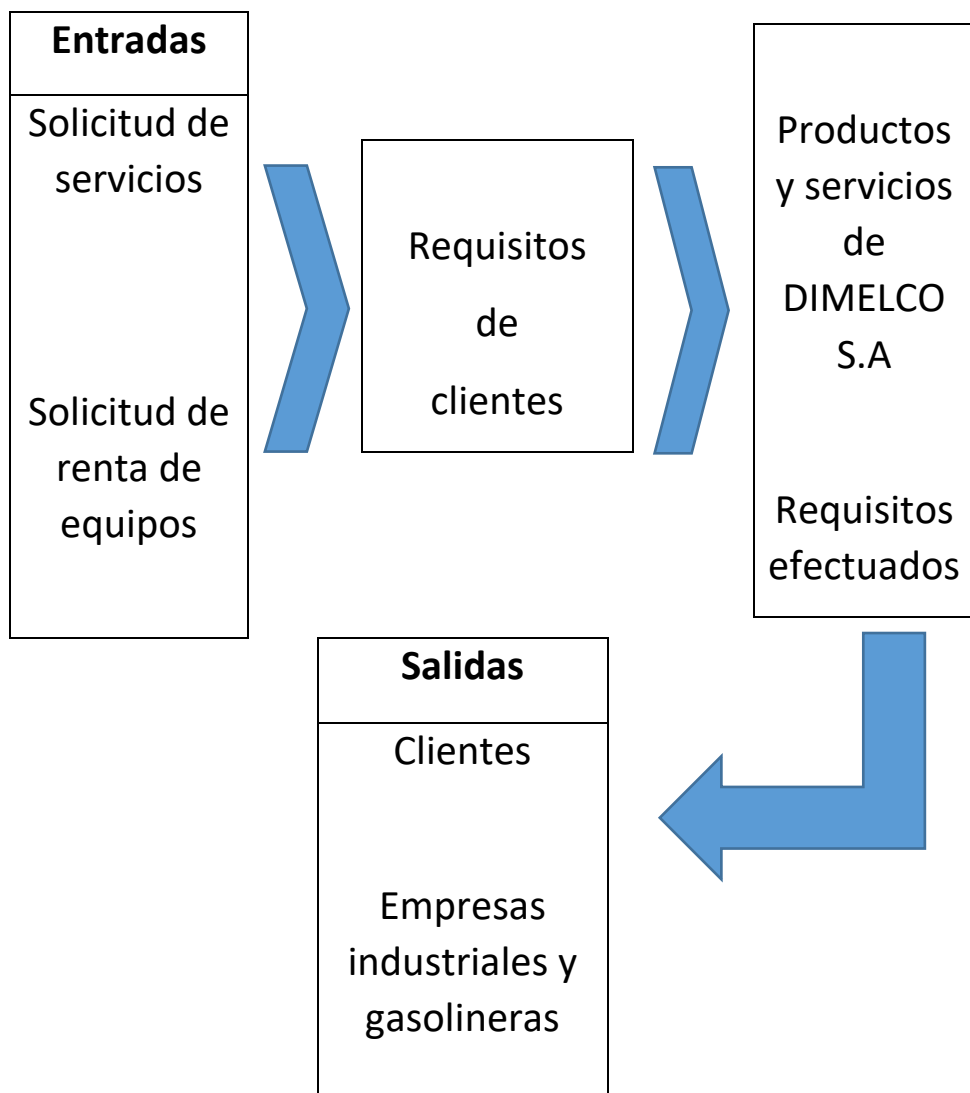 Entradas
Solicitud de
servicios
Solicitud de
renta de
equipos
Requisitos
de
clientes
Productos
y servicios
de
DIMELCO
S.A
Requisitos
efectuados
Salidas
Clientes
Empresas
industriales y
gasolineras